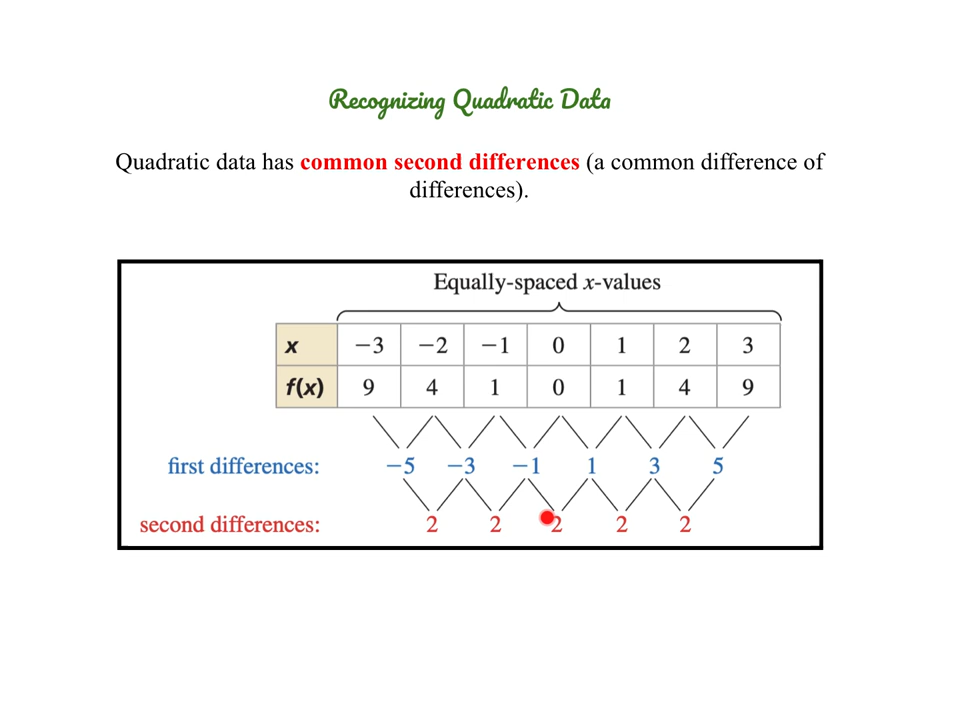 Recognizing Quadratic Data
Quadratic data has common second differences (a common difference of
differences).
Equally-spaced x-values
x −3 −2 −1 0 1 2 3
f(x) 9 4 1 0 1 4 9
first differences: −5 −3 −1 1 3 5
second differences: 2 2 2 2 2